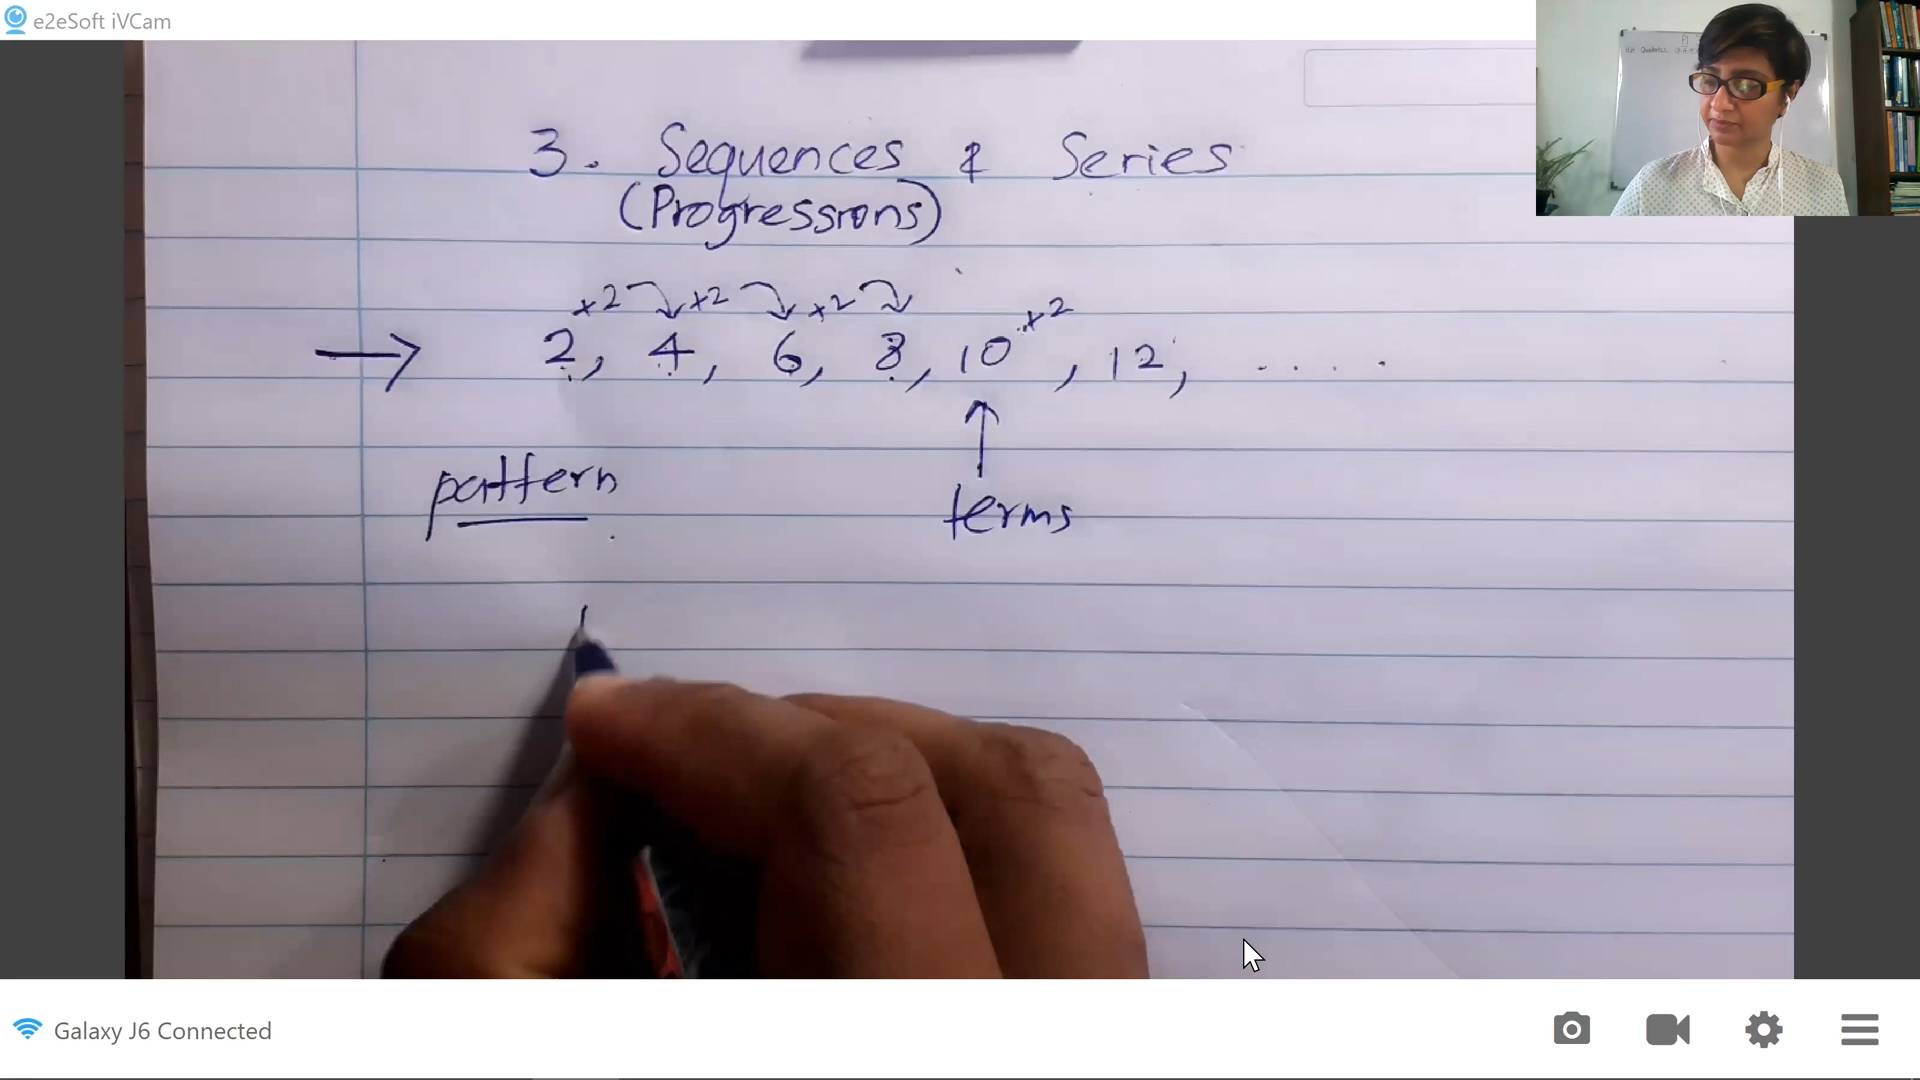 e2eSoft iVCam
3. Sequences & Series
(Progressions)
+2 +2 +2 +2
2, 4, 6, 8, 10, 12, ....
pattern
terms
Galaxy J6 Connected